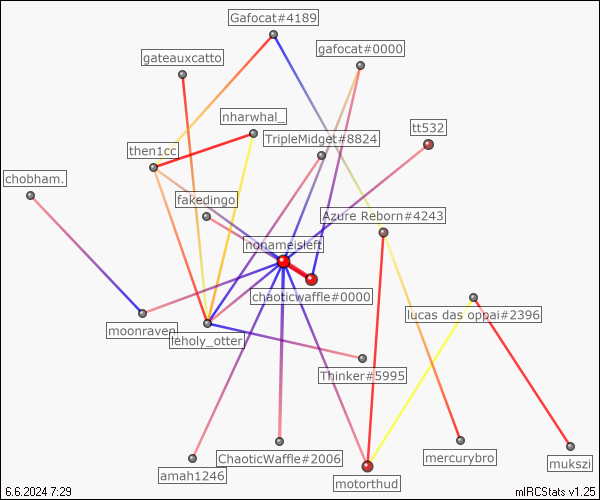 Gafocat#4189
gafocat#0000
gateauxcatto
nharwhal_
tt532
TripleMidget#8824
then1cc
chobham.
fakedingo
Azure Reborn#4243
nonameisleft
chaoticwaffle#0000
lucas das oppai#2396
moonraven
leholy_otter
Thinker#5995
ChaoticWaffle#2006
mercurybro
mukszi
amah1246
motorthud
6.6.2024 7:29
mIRCStats v1.25